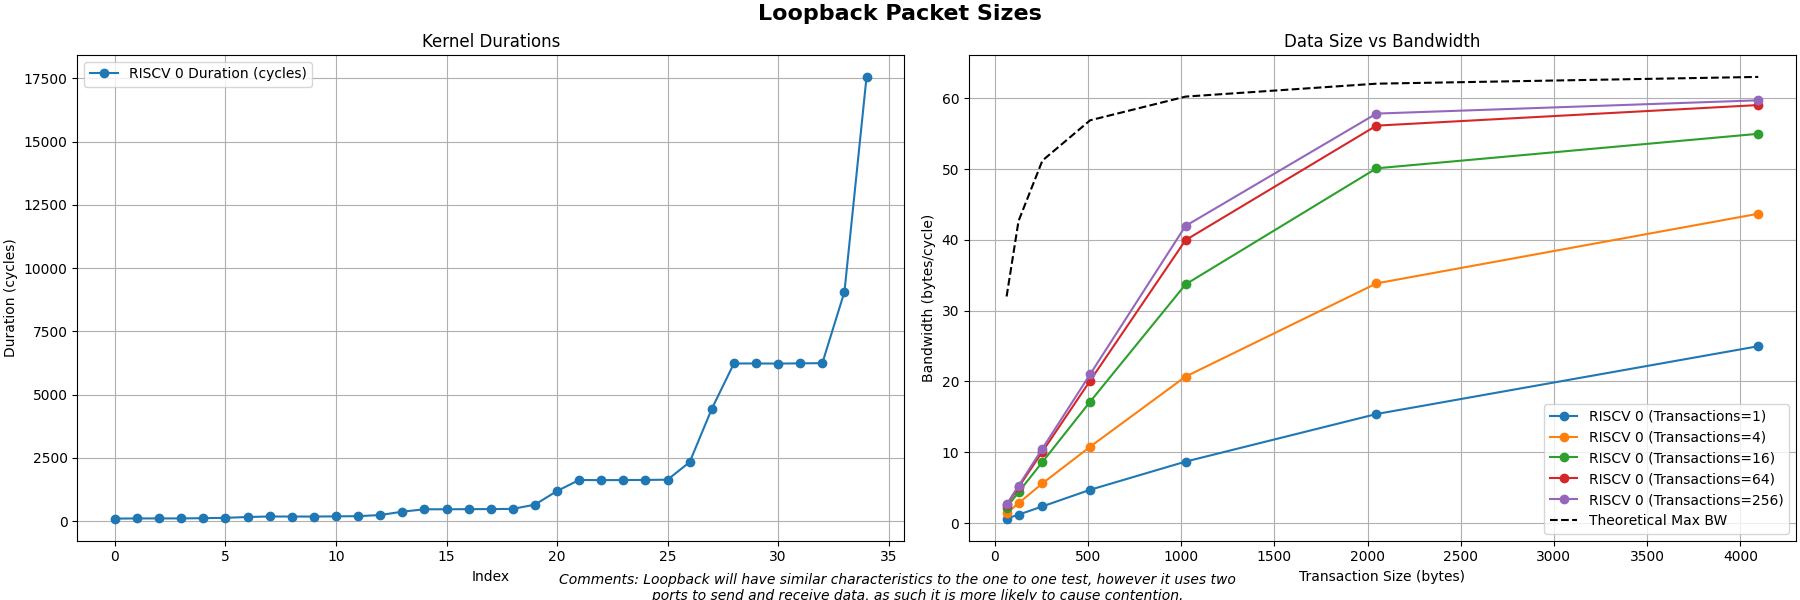 Loopback Packet Sizes
Kernel Durations
RISCV 0 Duration (cycles)
Duration (cycles)
17500
15000
12500
10000
7500
5000
2500
0
0 5 10 15 20 25 30 35
Index
Data Size vs Bandwidth
Bandwidth (bytes/cycle)
60
50
40
30
20
10
0
RISCV 0 (Transactions=1)
RISCV 0 (Transactions=4)
RISCV 0 (Transactions=16)
RISCV 0 (Transactions=64)
RISCV 0 (Transactions=256)
Theoretical Max BW
0 500 1000 1500 2000 2500 3000 3500 4000
Transaction Size (bytes)
Comments: Loopback will have similar characteristics to the one to one test, however it uses two
ports to send and receive data, as such it is more likely to cause contention.